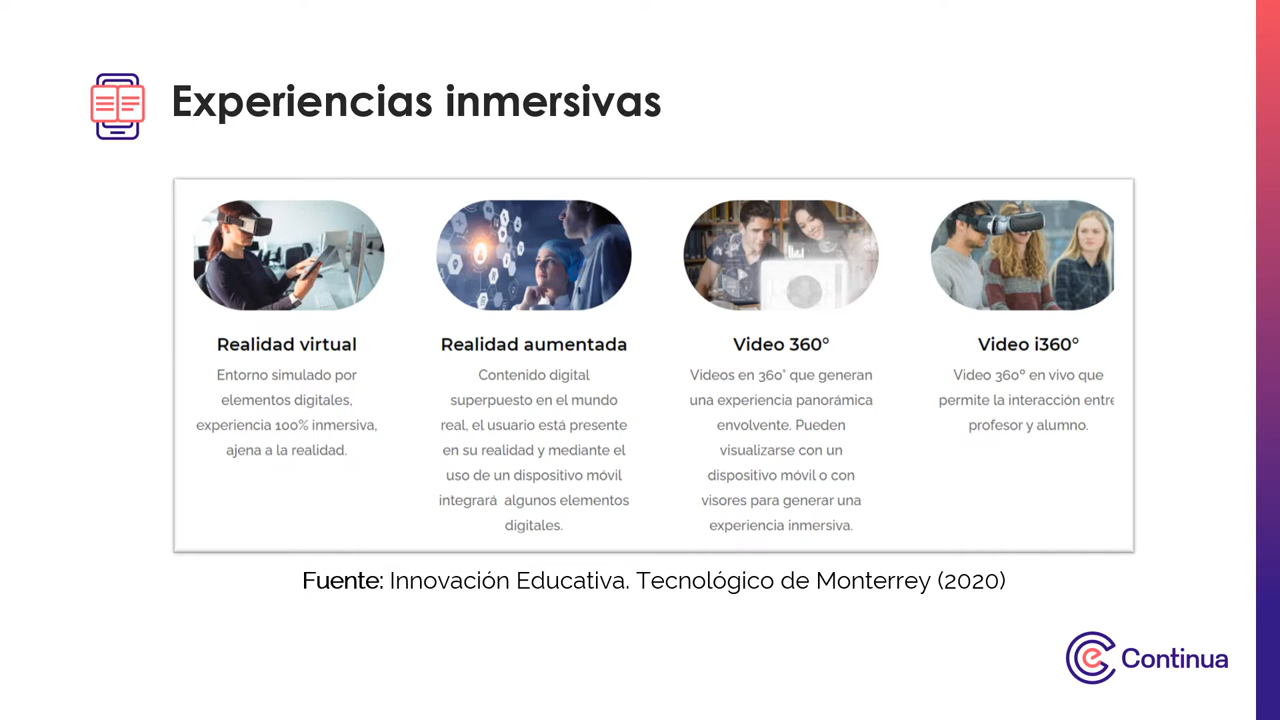 Experiencias inmersivas
Realidad virtual
Entorno simulado por
elementos digitales,
experiencia 100% inmersiva,
ajena a la realidad.
Realidad aumentada
Contenido digital
superpuesto en el mundo
real, el usuario está presente
en su realidad y mediante el
uso de un dispositivo móvil
integrará algunos elementos
digitales.
Video 360°
Videos en 360° que generan
una experiencia panorámica
envolvente. Pueden
visualizarse con un
dispositivo móvil o con
visores para generar una
experiencia inmersiva.
Video i360°
Video 360º en vivo que
permite la interacción entre
profesor y alumno.
Fuente: Innovación Educativa. Tecnológico de Monterrey (2020)
Continua